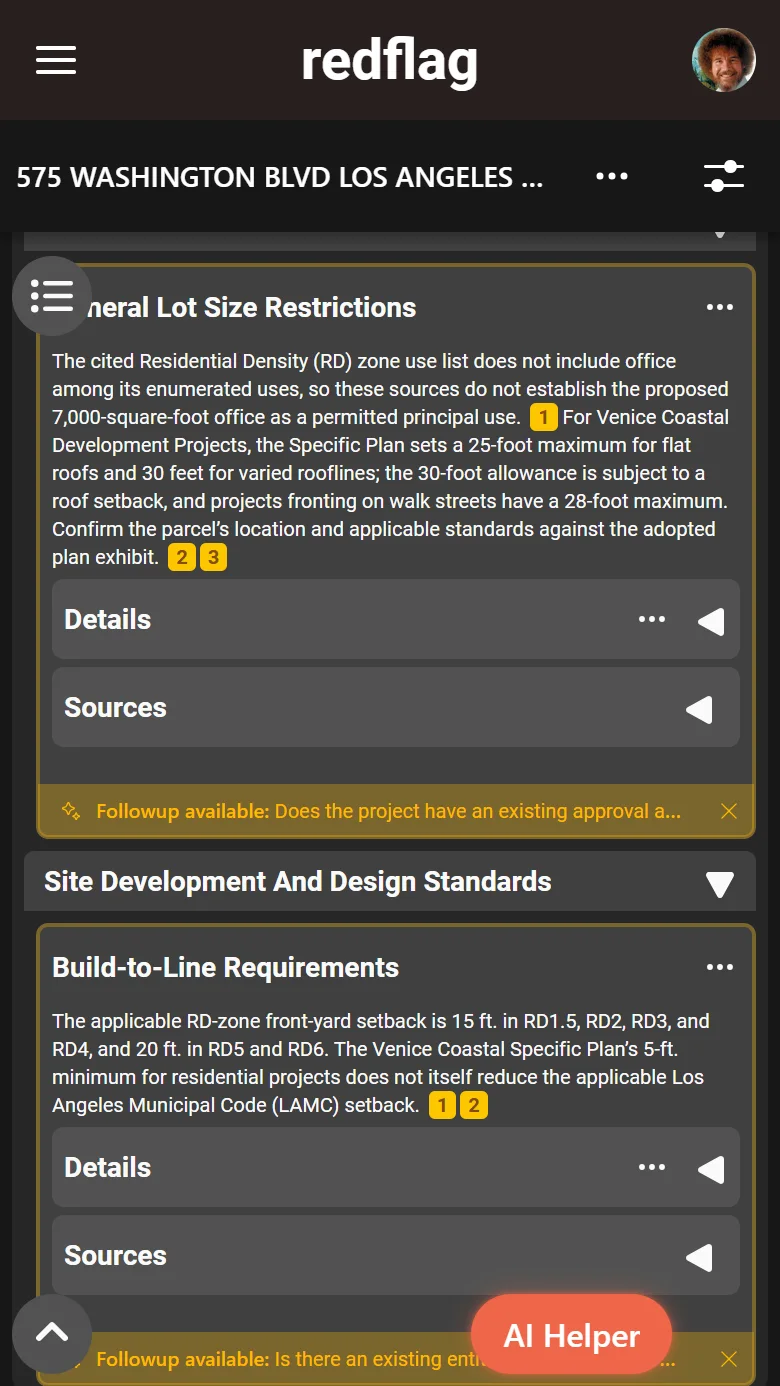 redflag
575 WASHINGTON BLVD LOS ANGELES ...
neral Lot Size Restrictions
The cited Residential Density (RD) zone use list does not include office
among its enumerated uses, so these sources do not establish the proposed
7,000-square-foot office as a permitted principal use. 1 For Venice Coastal
Development Projects, the Specific Plan sets a 25-foot maximum for flat
roofs and 30 feet for varied rooflines; the 30-foot allowance is subject to a
roof setback, and projects fronting on walk streets have a 28-foot maximum.
Confirm the parcel’s location and applicable standards against the adopted
plan exhibit. 2 3
Details
Sources
Followup available: Does the project have an existing approval a...
Site Development And Design Standards
Build-to-Line Requirements
The applicable RD-zone front-yard setback is 15 ft. in RD1.5, RD2, RD3, and
RD4, and 20 ft. in RD5 and RD6. The Venice Coastal Specific Plan’s 5-ft.
minimum for residential projects does not itself reduce the applicable Los
Angeles Municipal Code (LAMC) setback. 1 2
Details
Sources
AI Helper
Followup available: Is there an existing enti ...